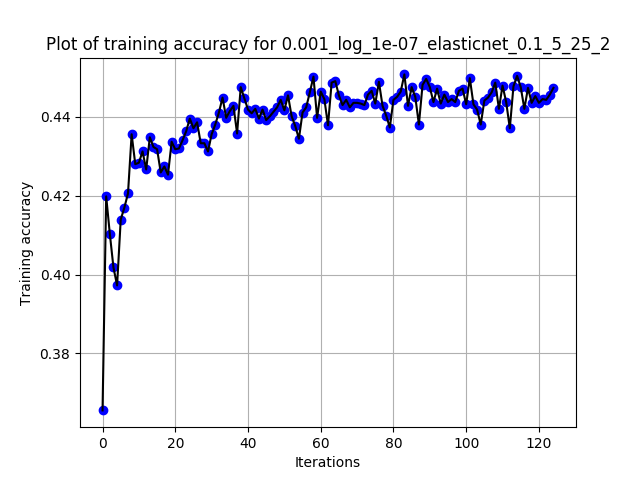 Plot of training accuracy for 0.001_log_1e-07_elasticnet_0.1_5_25_2
0.44
0.42
0.40
0.38
Training accuracy
0 20 40 60 80 100 120
Iterations